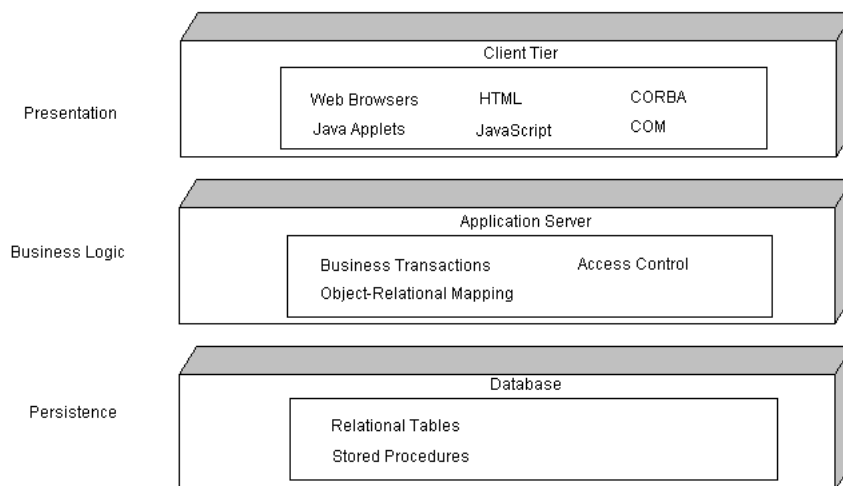 Client Tier
Presentation
Web Browsers HTML CORBA
Java Applets JavaScript COM
Application Server
Business Logic
Business Transactions Access Control
Object-Relational Mapping
Database
Persistence
Relational Tables
Stored Procedures